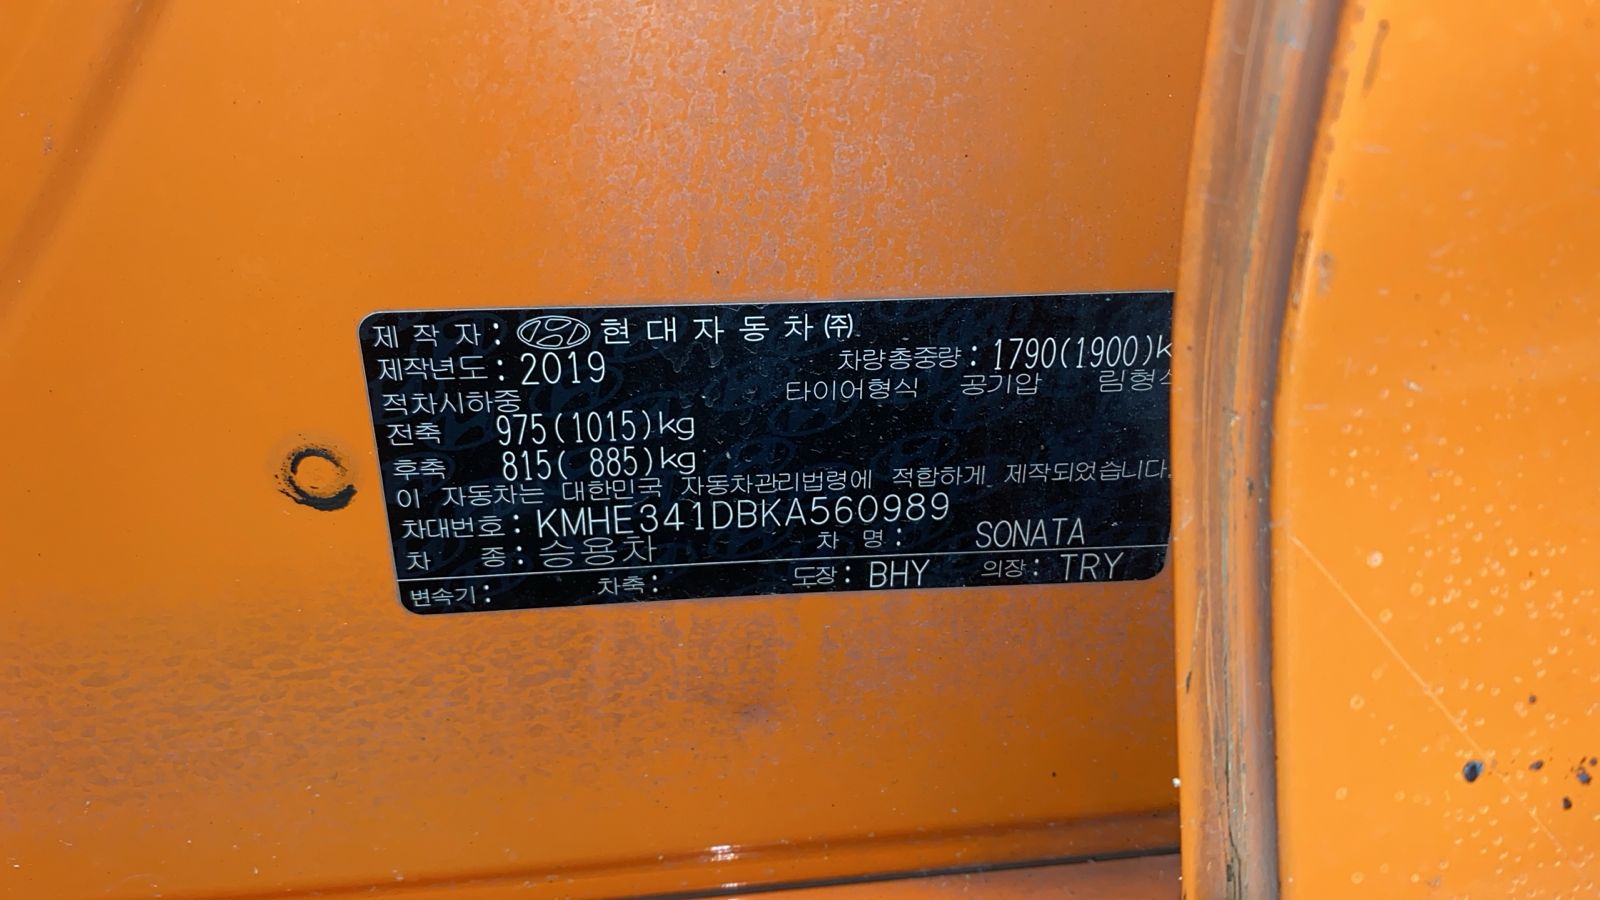 제 작 자 : 현 대 자 동 차 ㈜
제작년도 : 2019 차량총중량 : 1790(1900)k
적차시하중 타이어형식 공기압 림형식
전축 975(1015)kg
후축 815( 885)kg
이 자동차는 대한민국 자동차관리법령에 적합하게 제작되었습니다.
차대번호 : KMHE341DBKA560989
차 종 : 승용차 차 명 : SONATA
변속기 : 차축 : 도장 : BHY 의장 : TRY